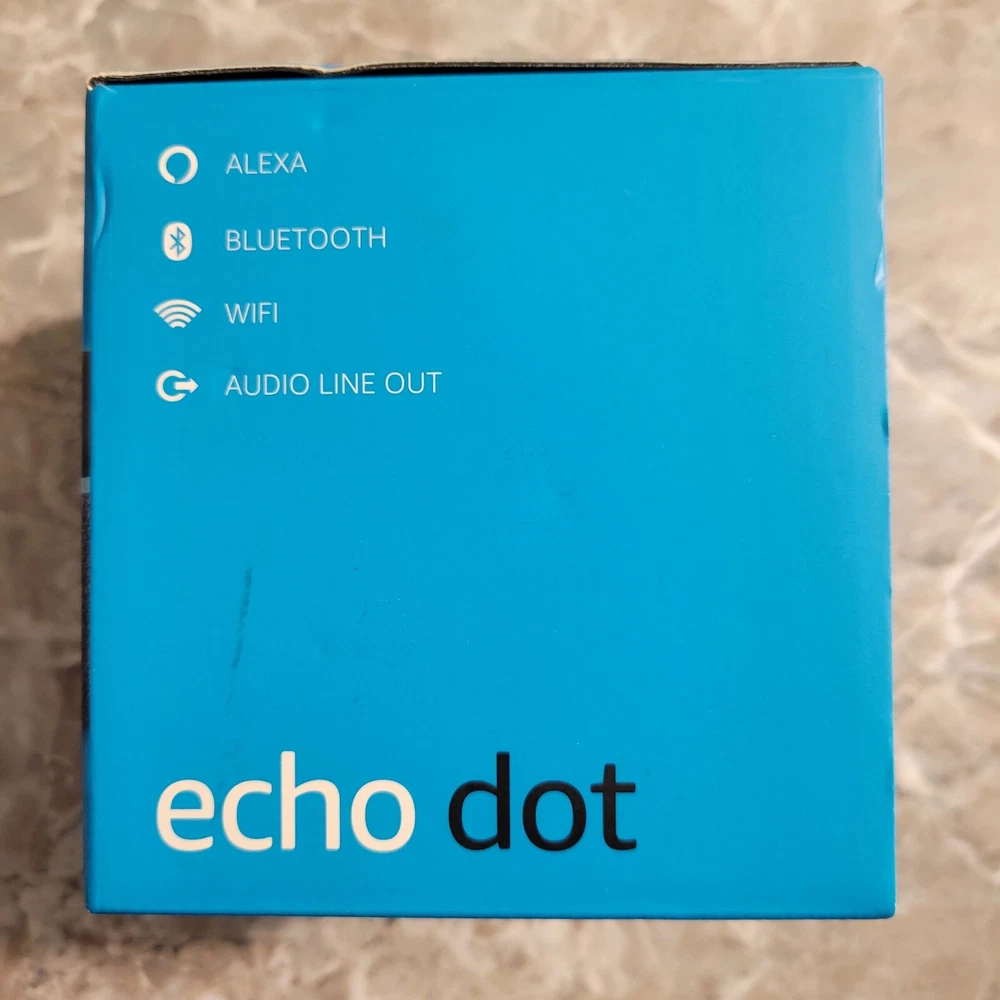 ALEXA
BLUETOOTH
WIFI
AUDIO LINE OUT
echo dot